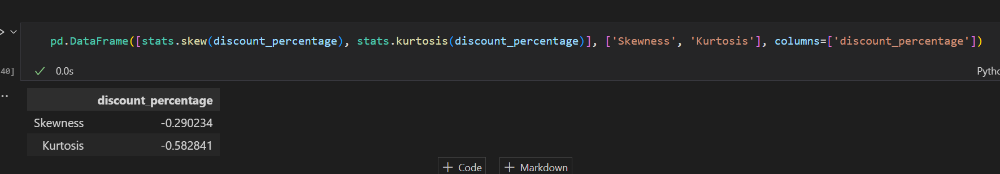 pd.DataFrame([stats.skew(discount_percentage), stats.kurtosis(discount_percentage)], ['Skewness', 'Kurtosis'], columns=['discount_percentage'])
40] 0.0s Pytho
discount_percentage
Skewness -0.290234
Kurtosis -0.582841
+ Code + Markdown